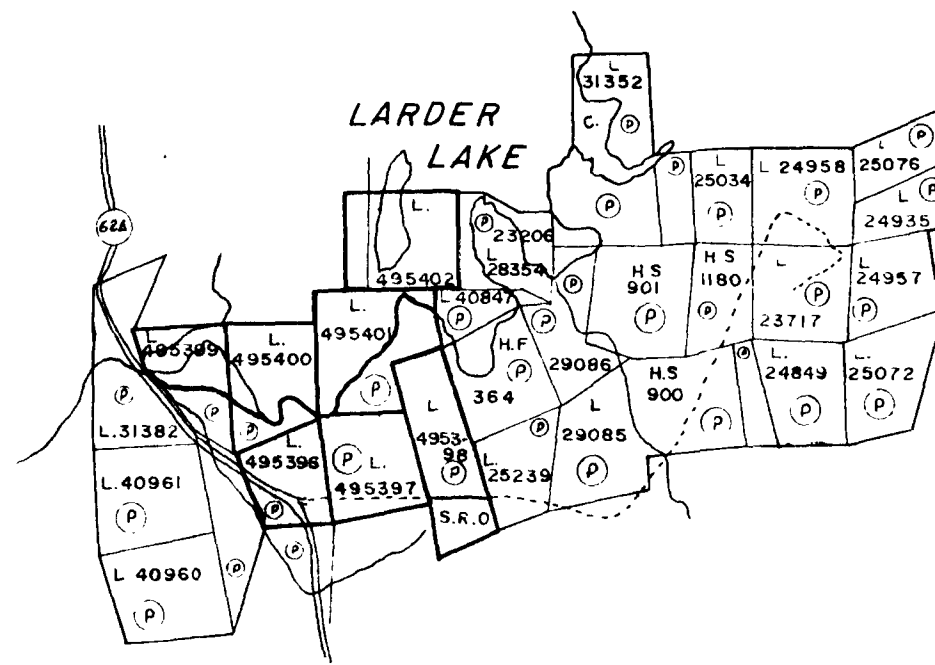 LARDER
LAKE
62A
L
31352
C.
P
P
P
L
25034
P
L 24958
P
L
25076
P
L
24935
P
L.
495402
P
23206
L
28354
L 40847
P
P
P
H S
901
P
H S
1180
P
L
23717
P
L
24957
P
L
495399
L.
495400
L.
495401
P
H.F
P
364
P
29086
H.S
900
P
P
L.
24849
P
L.
25072
P
P
L.31382
P
P
L.
495396
P
P
L.
495397
L
4953-
98
P
S.R.O
P
L.
25239
L
29085
P
L.40961
P
L 40960
P
P
P